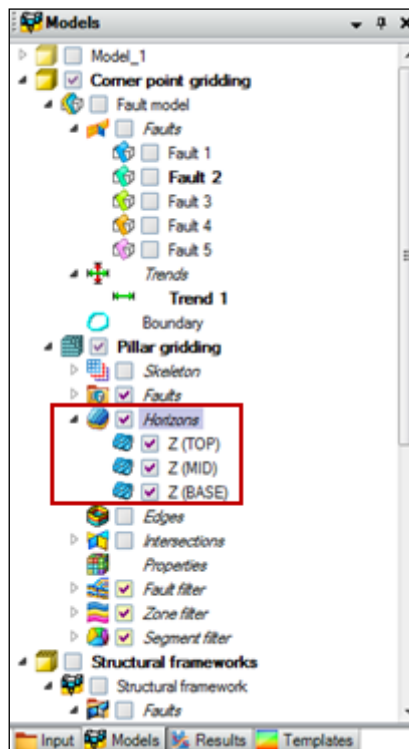 Models
Model_1
Corner point gridding
Fault model
Faults
Fault 1
Fault 2
Fault 3
Fault 4
Fault 5
Trends
Trend 1
Boundary
Pillar gridding
Skeleton
Faults
Horizons
Z (TOP)
Z (MID)
Z (BASE)
Edges
Intersections
Properties
Fault filter
Zone filter
Segment filter
Structural frameworks
Structural framework
Faults
Input Models Results Templates